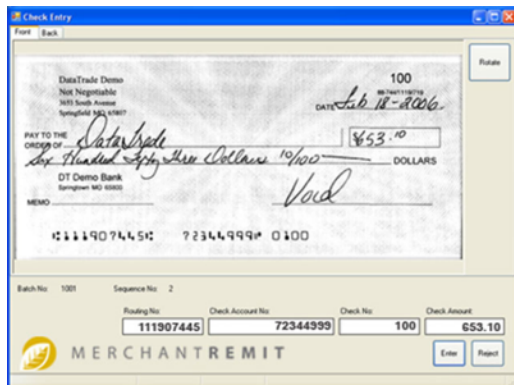 Check Entry
Front Back
Rotate
DataTrade Demo
Not Negotiable
3655 South Avenue
Springfield MO 65807
100
DATE Feb 18-2006
PAY TO THE
ORDER OF DataTrade
$653.10
Six Hundred Fifty Three Dollars 10/100 DOLLARS
DT Demo Bank
Springtown MO 65800
MEMO
Void
⑆111907445⑆ 72344999⑈ 0100
Batch No: 1001 Sequence No: 2
Routing No: Check Account No: Check No: Check Amount:
111907445 72344999 100 653.10
MERCHANTREMIT
Enter Reject